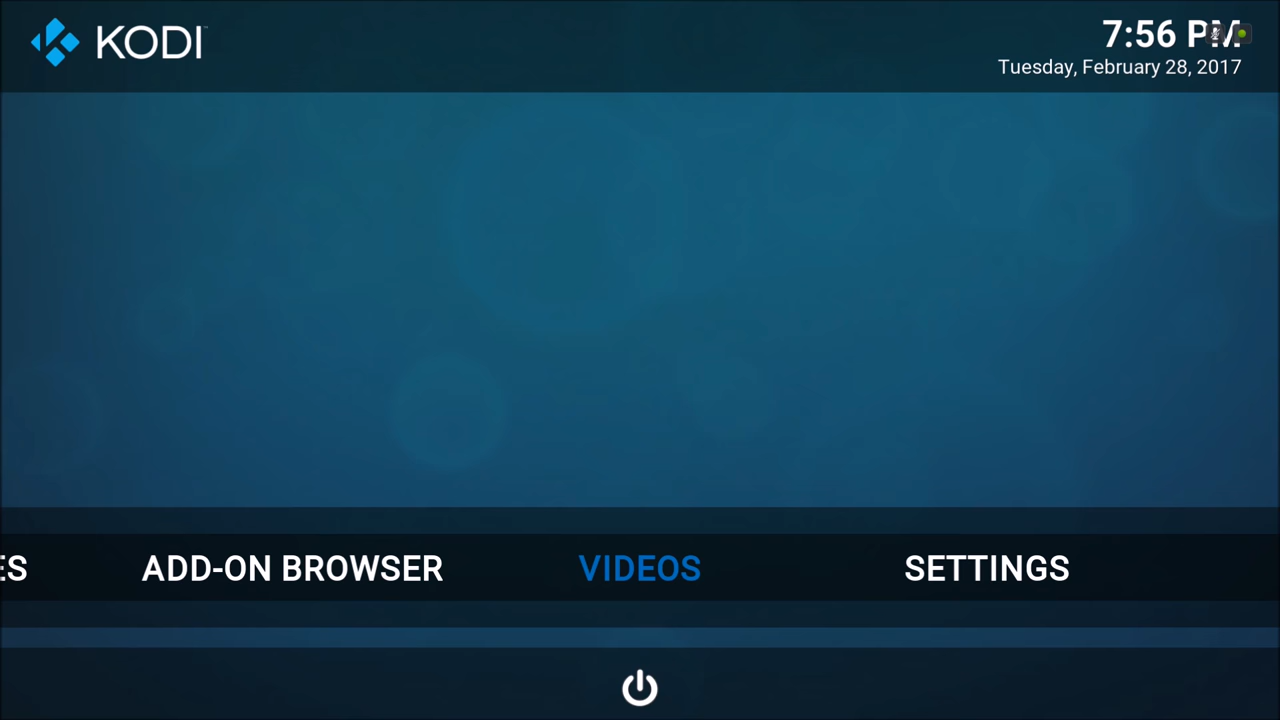 KODI
7:56 PM
Tuesday, February 28, 2017
ES
ADD-ON BROWSER
VIDEOS
SETTINGS